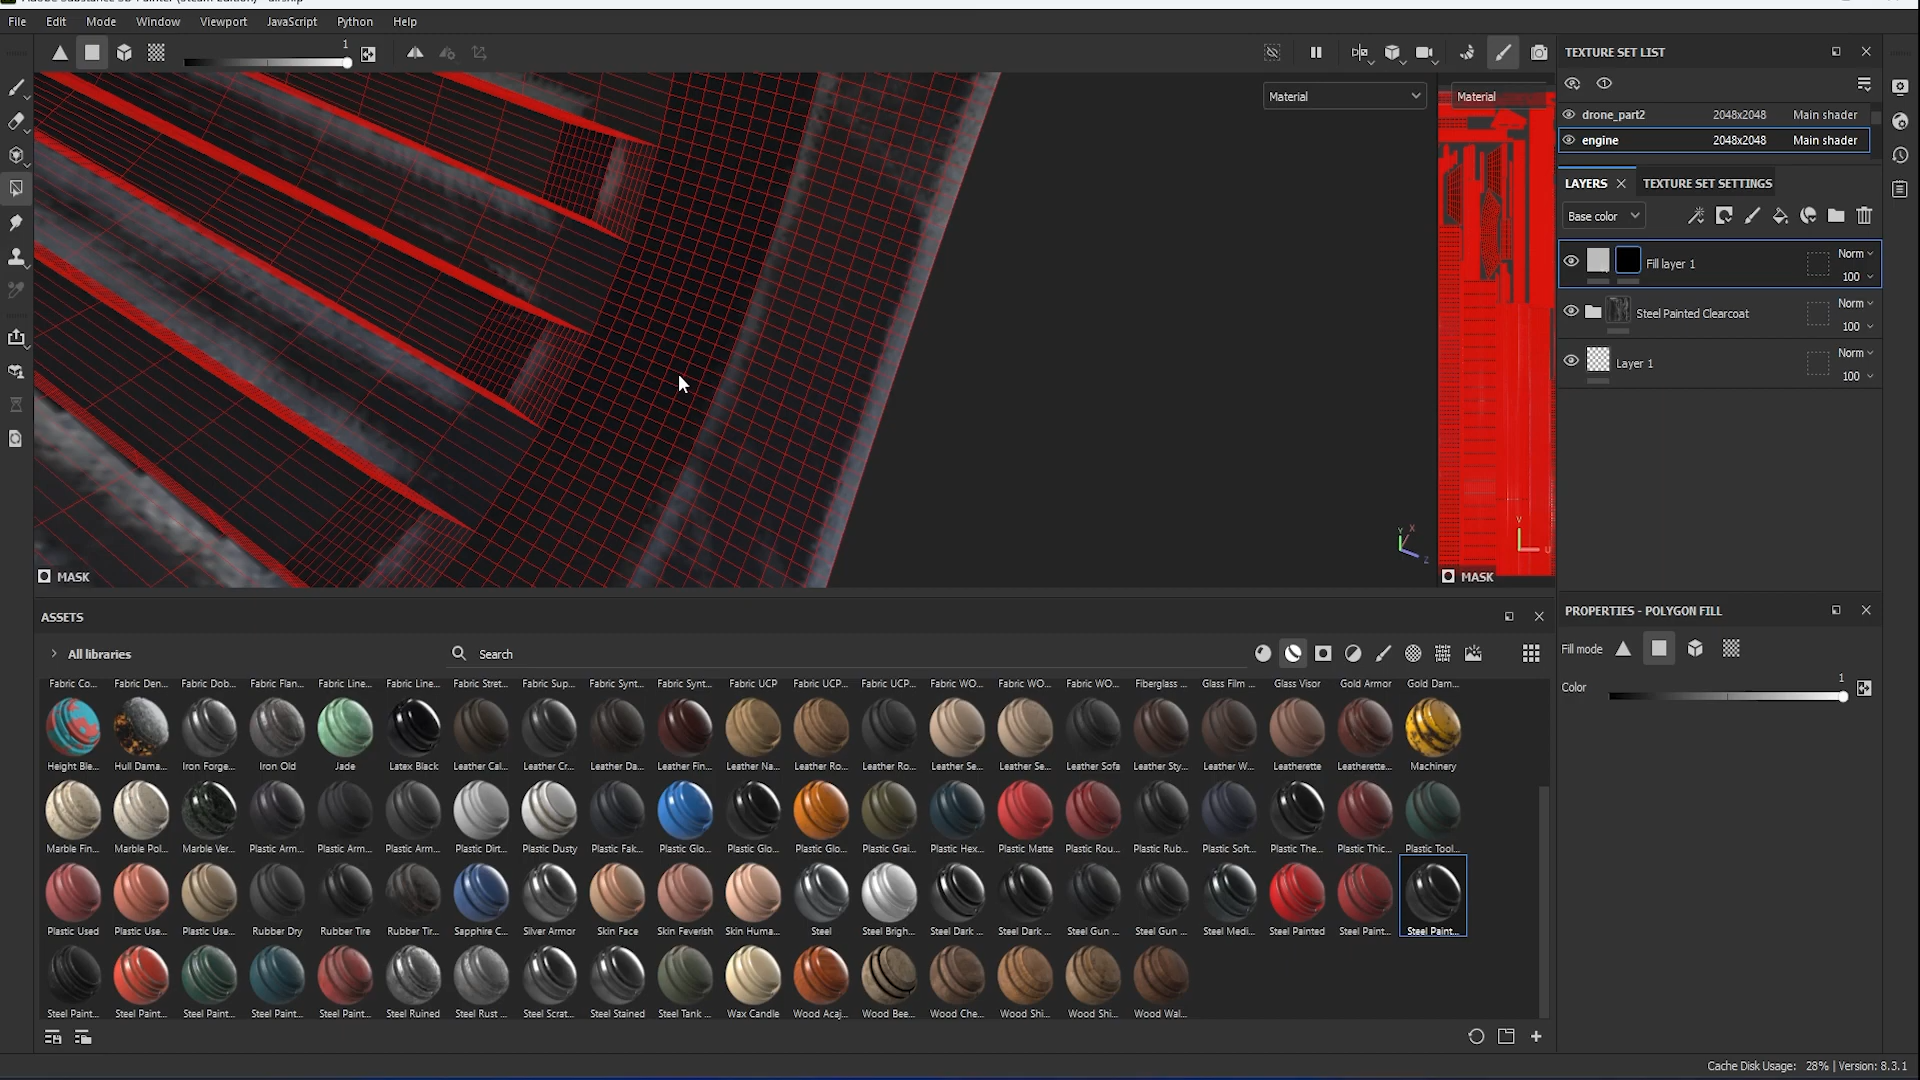 File Edit Mode Window Viewport JavaScript Python Help
1
TEXTURE SET LIST
Material
Material
drone_part2 2048x2048 Main shader
engine 2048x2048 Main shader
LAYERS TEXTURE SET SETTINGS
Base color
Fill layer 1 Norm 100
Steel Painted Clearcoat Norm 100
Layer 1 Norm 100
MASK
MASK
ASSETS
PROPERTIES - POLYGON FILL
All libraries
Search
Fill mode
Color 1
Fabric Co... Fabric Den... Fabric Dob... Fabric Flan... Fabric Line... Fabric Line... Fabric Stret... Fabric Sup... Fabric Synt... Fabric Synt... Fabric UCP Fabric UCP... Fabric UCP... Fabric WO... Fabric WO... Fabric WO... Fiberglass ... Glass Film ... Glass Visor Gold Armor Gold Dam...
Height Ble... Hull Dama... Iron Forge... Iron Old Jade Latex Black Leather Cal... Leather Cr... Leather Da... Leather Fin... Leather Na... Leather Ro... Leather Ro... Leather Se... Leather Se... Leather Sofa Leather Sty... Leather W... Leatherette Leatherette... Machinery
Marble Fin... Marble Pol... Marble Ver... Plastic Arm... Plastic Arm... Plastic Arm... Plastic Dirt... Plastic Dusty Plastic Fak... Plastic Glo... Plastic Glo... Plastic Glo... Plastic Grai... Plastic Hex... Plastic Matte Plastic Rou... Plastic Rub... Plastic Soft... Plastic The... Plastic Thic... Plastic Tool...
Plastic Used Plastic Use... Plastic Use... Rubber Dry Rubber Tire Rubber Tir... Sapphire C... Silver Armor Skin Face Skin Feverish Skin Huma... Steel Steel Brigh... Steel Dark ... Steel Dark ... Steel Gun ... Steel Gun ... Steel Medi... Steel Painted Steel Paint... Steel Paint...
Steel Paint... Steel Paint... Steel Paint... Steel Paint... Steel Paint... Steel Ruined Steel Rust ... Steel Scrat... Steel Stained Steel Tank ... Wax Candle Wood Acaj... Wood Bee... Wood Che... Wood Shi... Wood Shi... Wood Wal...
Cache Disk Usage: 28% | Version: 8.3.1